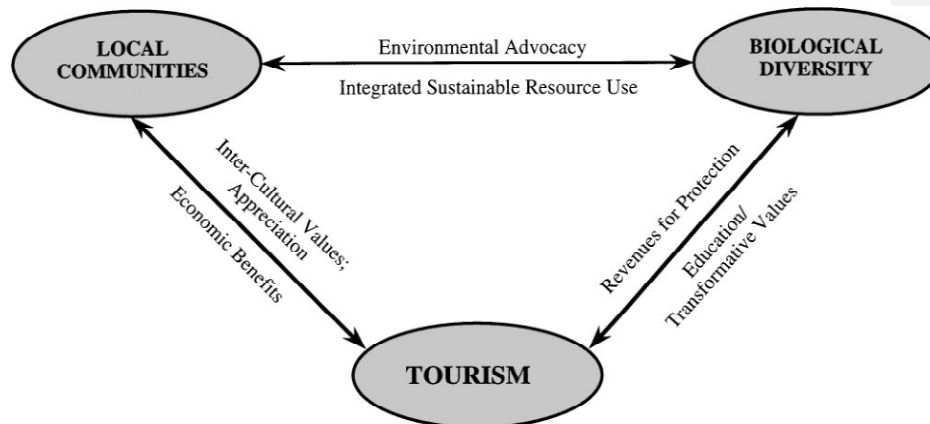 LOCAL
COMMUNITIES
Environmental Advocacy
Integrated Sustainable Resource Use
BIOLOGICAL
DIVERSITY
Inter-Cultural Values;
Appreciation
Economic Benefits
Revenues for Protection
Education/
Transformative Values
TOURISM